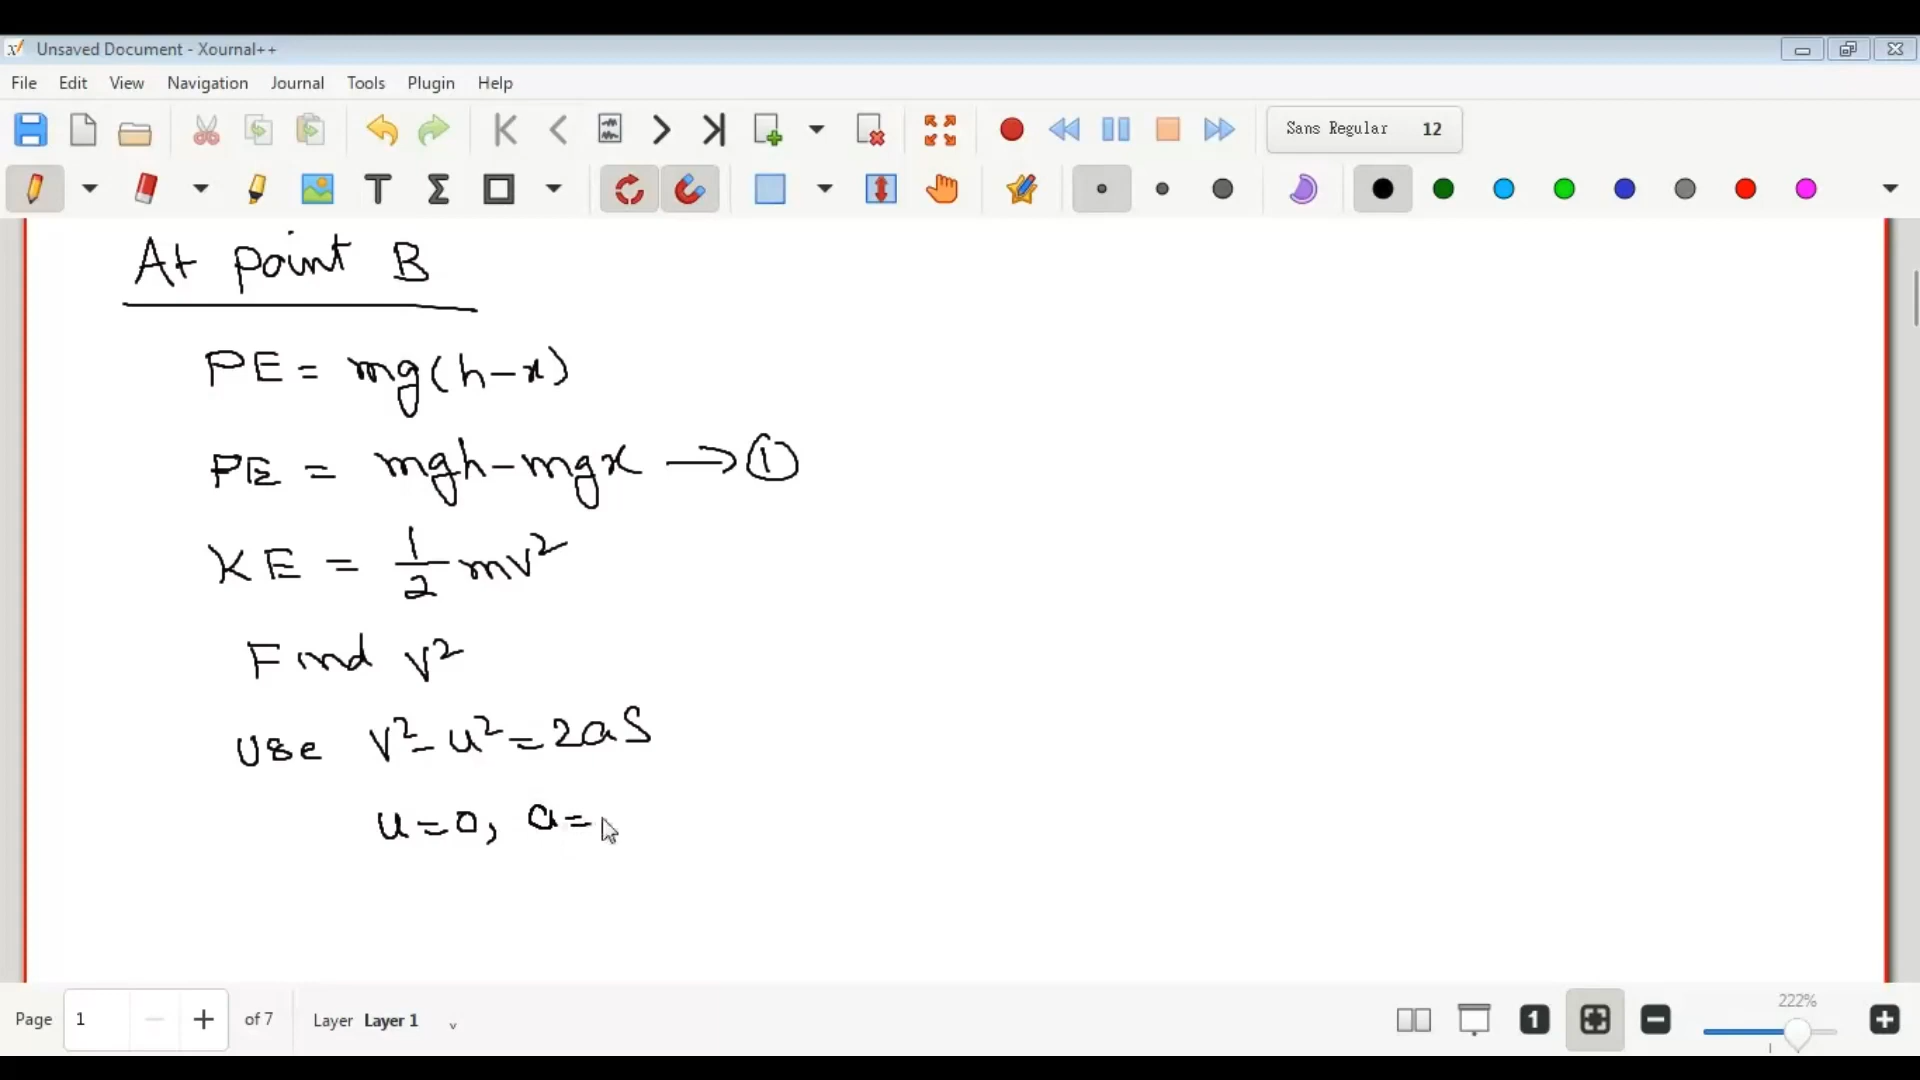 Unsaved Document - Xournal++
File Edit View Navigation Journal Tools Plugin Help
Sans Regular 12
At point B
PE = mg(h-x)
PE = mgh-mgx → ①
KE = 1/2 mv²
Find v²
Use v²-u²=2aS
u=0, a=
222%
Page 1 of 7 Layer Layer 1